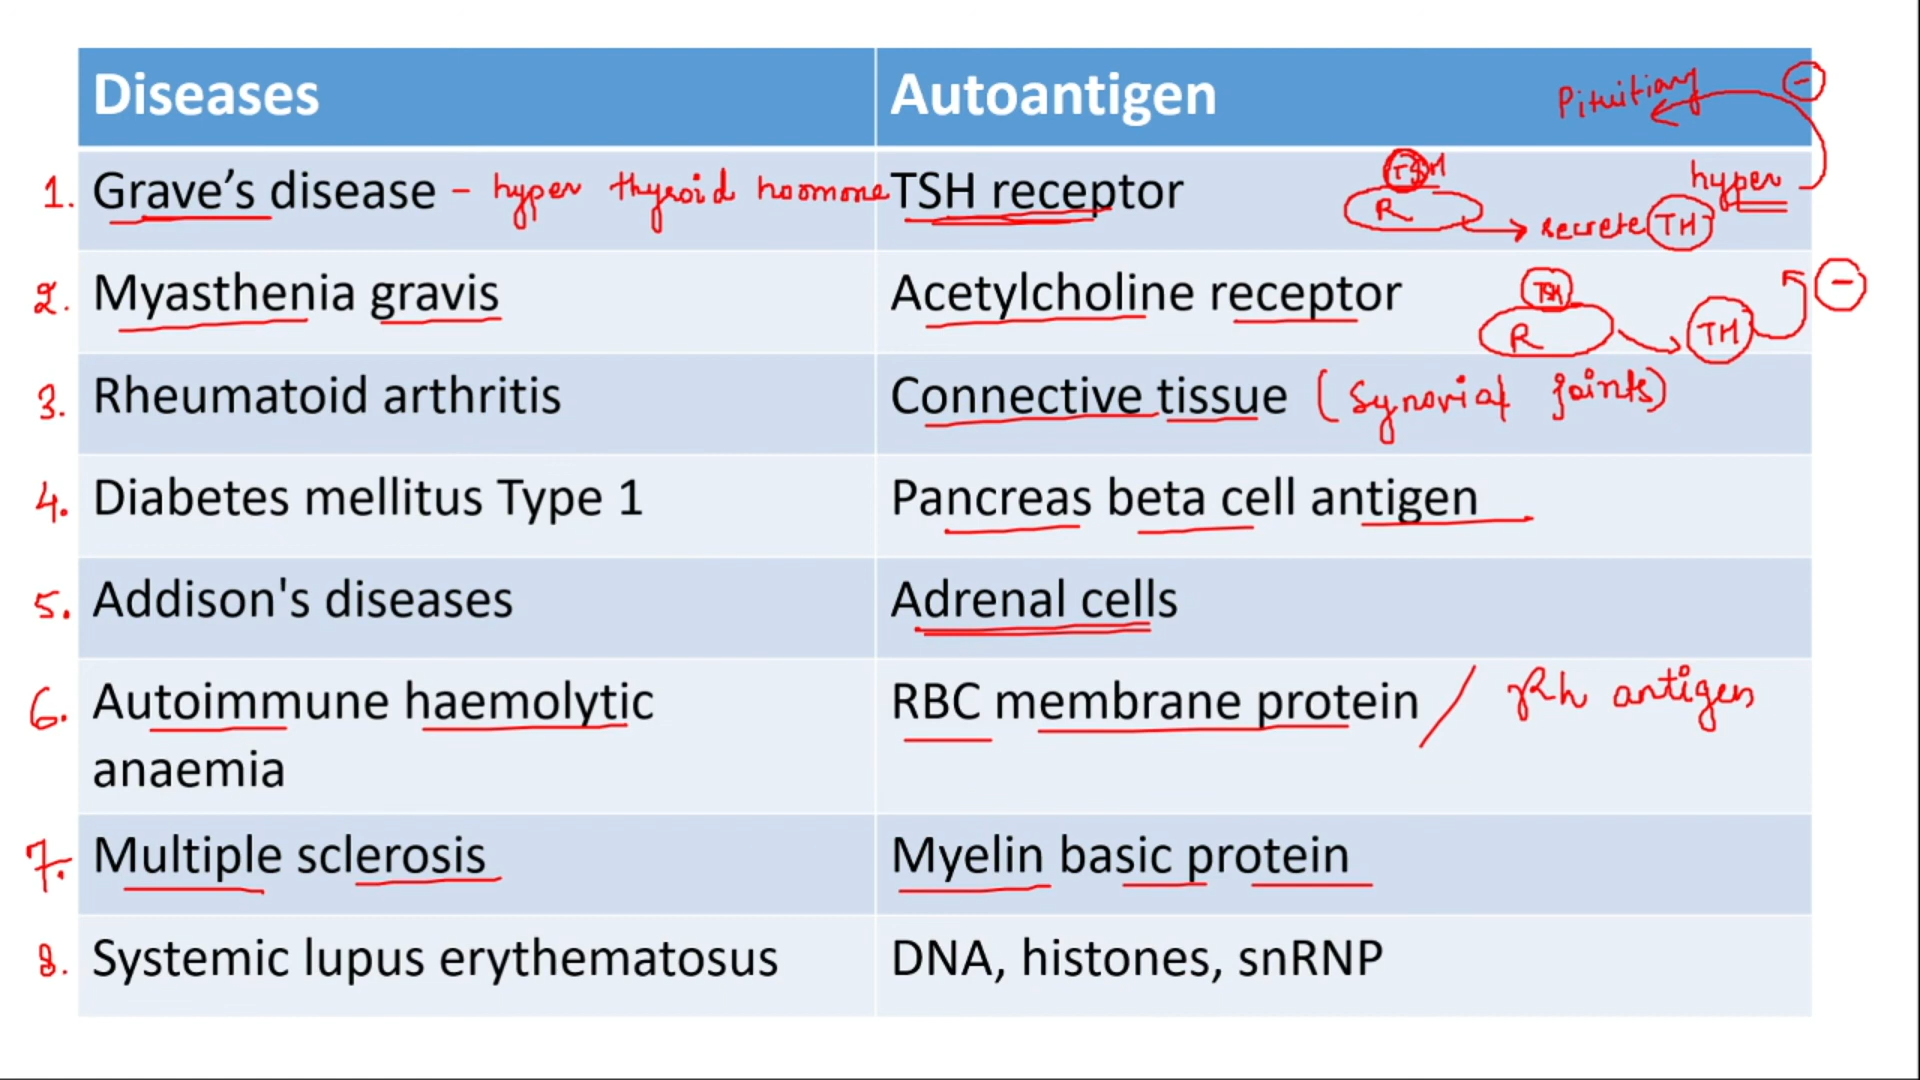 Diseases
Autoantigen
Pituitiary
-
1. Grave's disease - hyper thyroid hormone
TSH receptor
TSH
R
secrete TH
hyper
2. Myasthenia gravis
Acetylcholine receptor
TSH
R
TH
-
3. Rheumatoid arthritis
Connective tissue (Synovial joints)
4. Diabetes mellitus Type 1
Pancreas beta cell antigen
5. Addison's diseases
Adrenal cells
6. Autoimmune haemolytic
anaemia
RBC membrane protein / Rh antigen
7. Multiple sclerosis
Myelin basic protein
8. Systemic lupus erythematosus
DNA, histones, snRNP